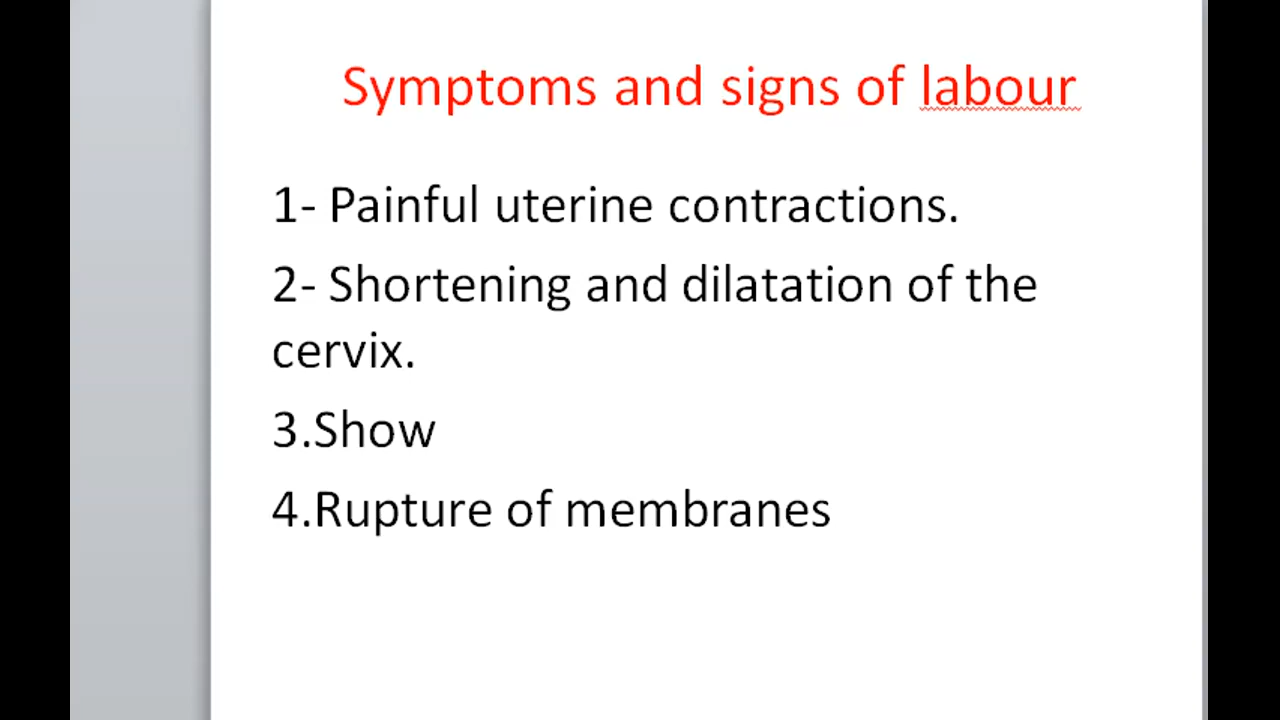 Symptoms and signs of labour
1- Painful uterine contractions.
2- Shortening and dilatation of the
cervix.
3.Show
4.Rupture of membranes